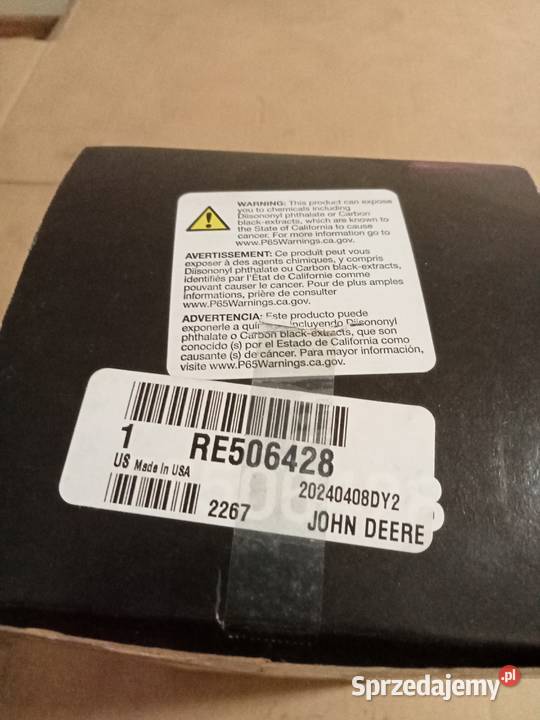 WARNING: This product can expose
you to chemicals including
Diisononyl phthalate or Carbon
black-extracts, which are known to
the State of California to cause
cancer. For more information go to
www.P65Warnings.ca.gov.
AVERTISSEMENT: Ce produit peut vous
exposer à des agents chimiques, y compris
Diisononyl phthalate ou Carbon black-extracts,
identifiés par l'État de Californie comme
pouvant causer le cancer. Pour de plus amples
informations, prière de consulter
www.P65Warnings.ca.gov.
ADVERTENCIA: Este producto puede
exponerle a incluyendo Diisononyl
phthalate o Carbon black-extracts, que son
conocido (s) por el Estado de California como
causante (s) de cáncer. Para mayor información,
visite www.P65Warnings.ca.gov.
1 RE506428
US Made in USA
20240408DY2
2267
JOHN DEERE
Sprzedajemy.pl